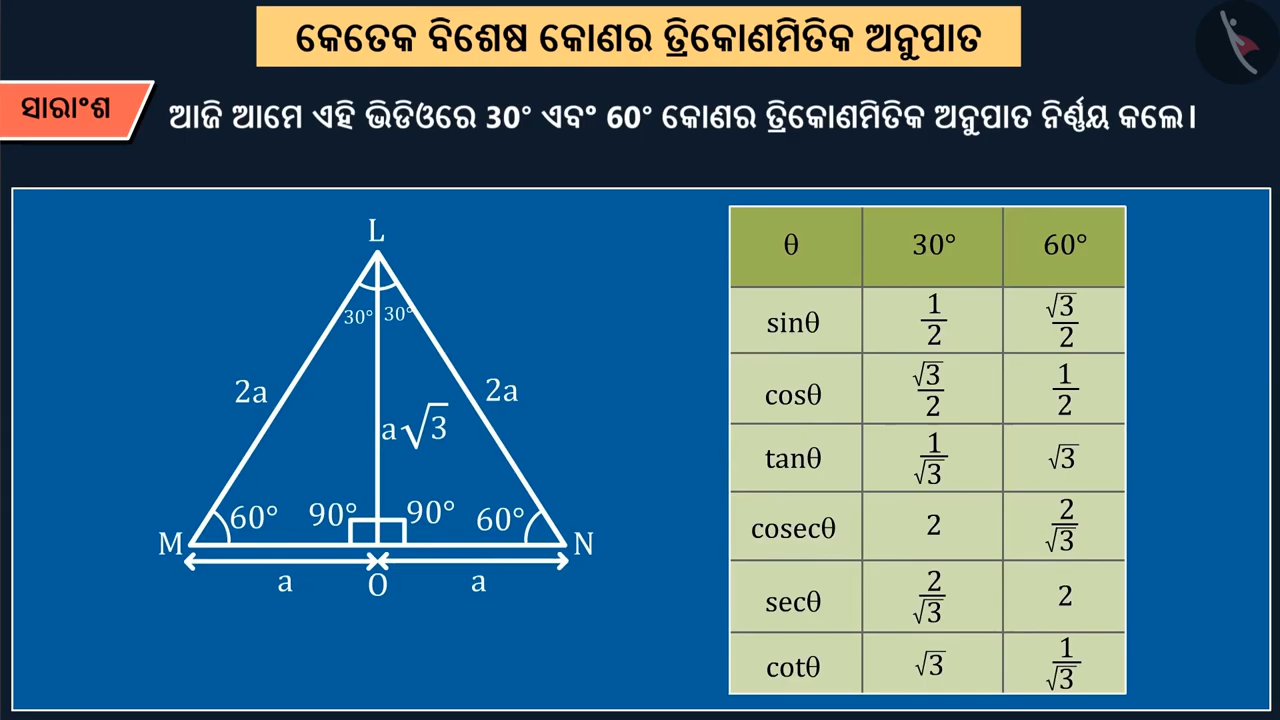 କେତେକ ବିଶେଷ କୋଣର ତ୍ରିକୋଣମିତିକ ଅନୁପାତ
ସାରାଂଶ
ଆଜି ଆମେ ଏହି ଭିଡିଓରେ 30° ଏବଂ 60° କୋଣର ତ୍ରିକୋଣମିତିକ ଅନୁପାତ ନିର୍ଣ୍ଣୟ କଲେ।
L
30° 30°
2a 2a
a√3
60° 90° 90° 60°
M N
a O a
θ 30° 60°
sinθ 1/2 √3/2
cosθ √3/2 1/2
tanθ 1/√3 √3
cosecθ 2 2/√3
secθ 2/√3 2
cotθ √3 1/√3